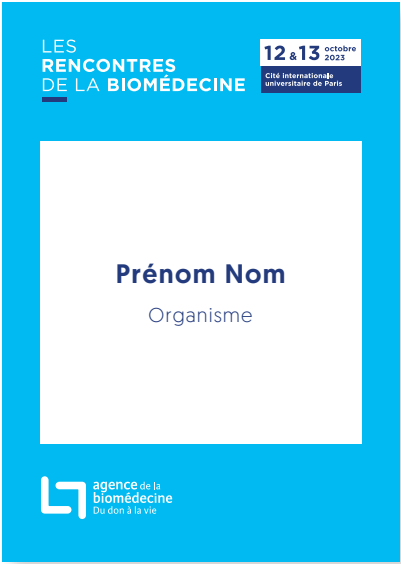 LES
RENCONTRES
DE LA BIOMÉDECINE
12 & 13 octobre 2023
Cité internationale
universitaire de Paris
Prénom Nom
Organisme
agence de la
biomédecine
Du don à la vie